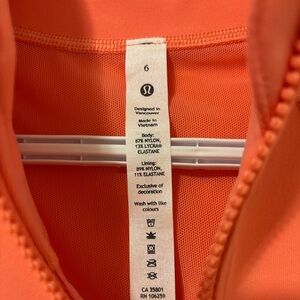 6
Designed in
Vancouver
Made in
Vietnam
Body:
87% NYLON,
13% LYCRA®
ELASTANE
Lining:
89% NYLON,
11% ELASTANE
Exclusive of
decoration
Wash with like
colours
CA 35801
RN 106259